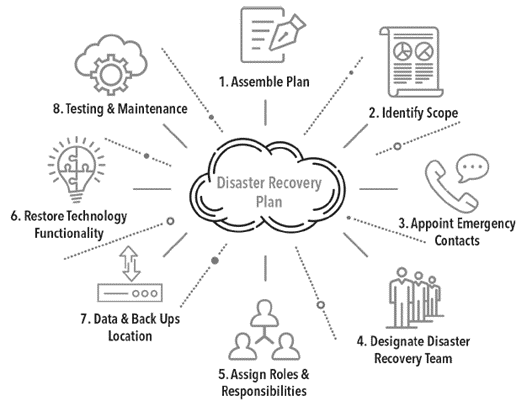 1. Assemble Plan
2. Identify Scope
3. Appoint Emergency
Contacts
4. Designate Disaster
Recovery Team
5. Assign Roles &
Responsibilities
7. Data & Back Ups
Location
6. Restore Technology
Functionality
8. Testing & Maintenance
Disaster Recovery
Plan